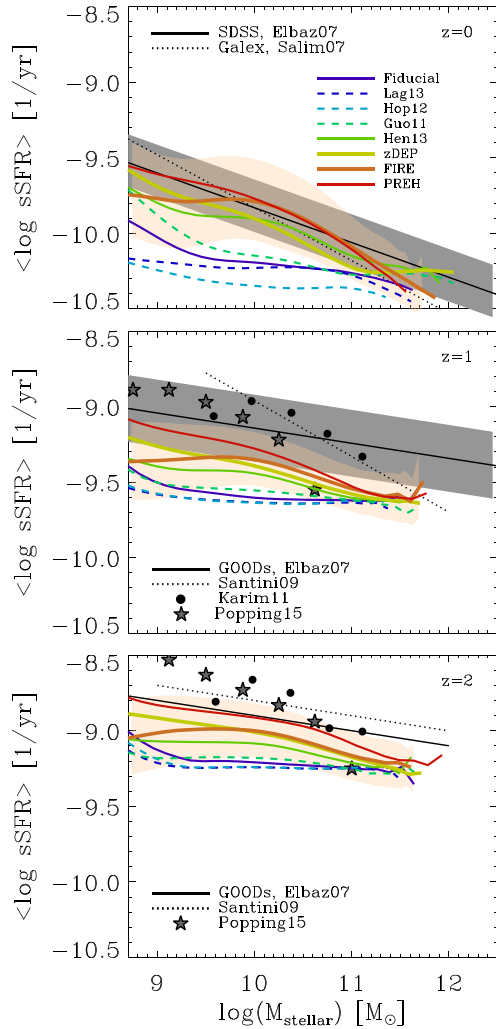 -8.5
SDSS, Elbaz07
z=0
Galex, Salim07
-9.0
Fiducial
Lag13
Hop12
Guo11
Hen13
zDEP
FIRE
PREH
-9.5
-10.0
-10.5
<log sSFR> [1/yr]
-8.5
z=1
-9.0
-9.5
-10.0
GOODs, Elbaz07
Santini09
Karim11
Popping15
-10.5
<log sSFR> [1/yr]
-8.5
z=2
-9.0
-9.5
-10.0
GOODs, Elbaz07
Santini09
Popping15
-10.5
<log sSFR> [1/yr]
9 10 11 12
log(M_stellar) [M_⊙]